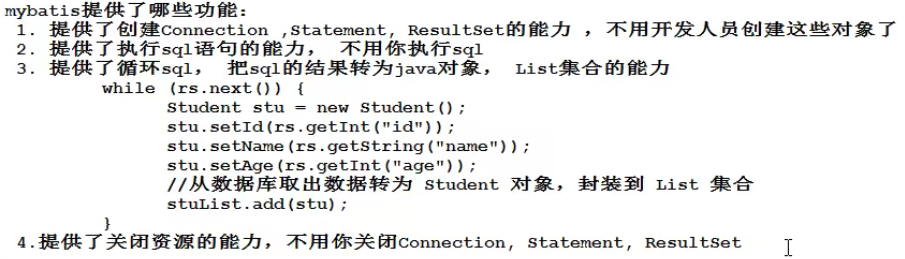 mybatis提供了哪些功能：
1. 提供了创建Connection ,Statement, ResultSet的能力 ，不用开发人员创建这些对象了
2. 提供了执行sql语句的能力， 不用你执行sql
3. 提供了循环sql， 把sql的结果转为java对象， List集合的能力
while (rs.next()) {
Student stu = new Student();
stu.setId(rs.getInt("id"));
stu.setName(rs.getString("name"));
stu.setAge(rs.getInt("age"));
//从数据库取出数据转为 Student 对象，封装到 List 集合
stuList.add(stu);
}
4.提供了关闭资源的能力，不用你关闭Connection, Statement, ResultSet